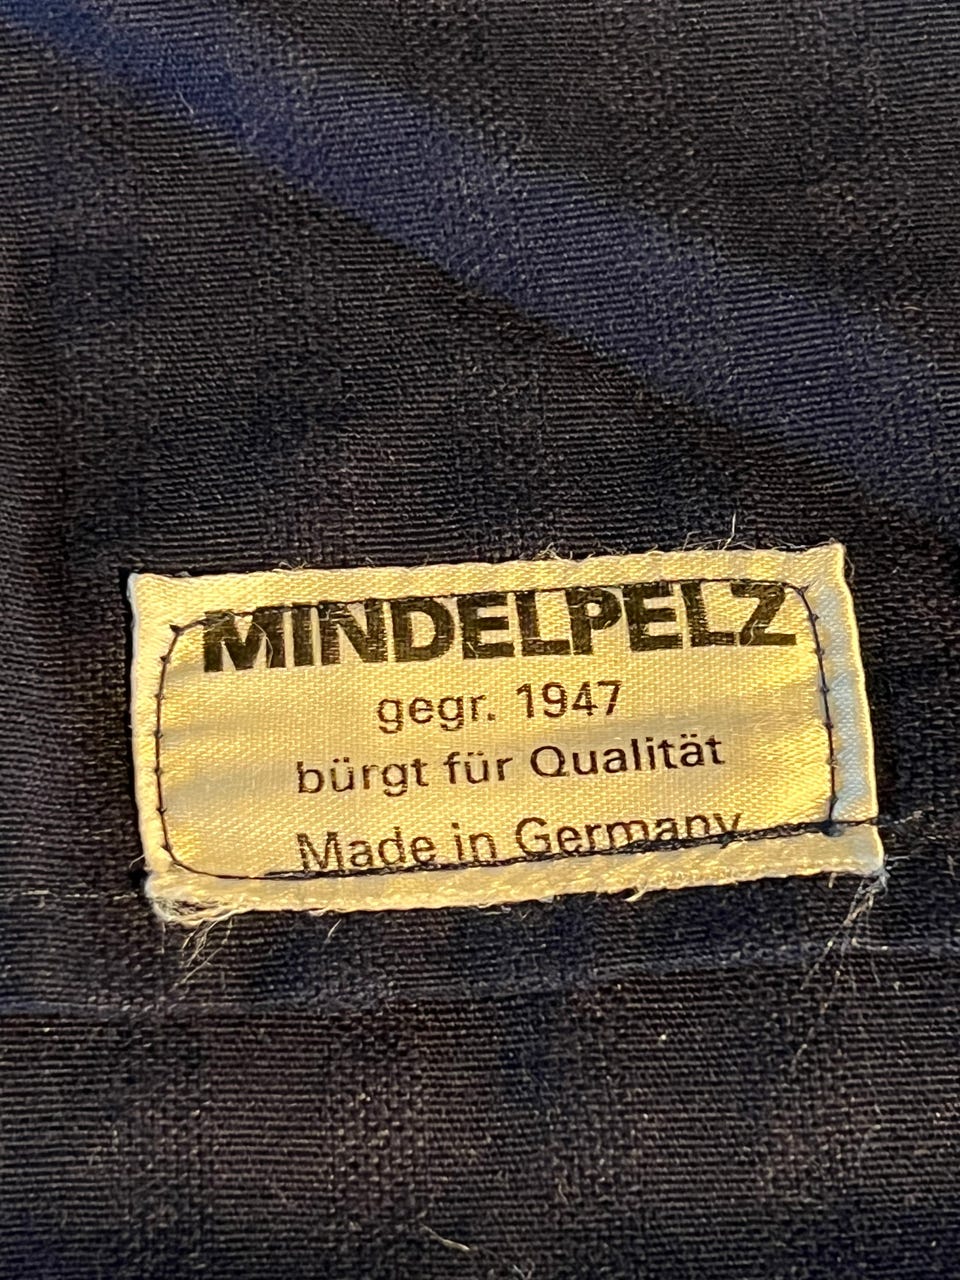 MINDELPELZ
gegr. 1947
bürgt für Qualität
Made in Germany